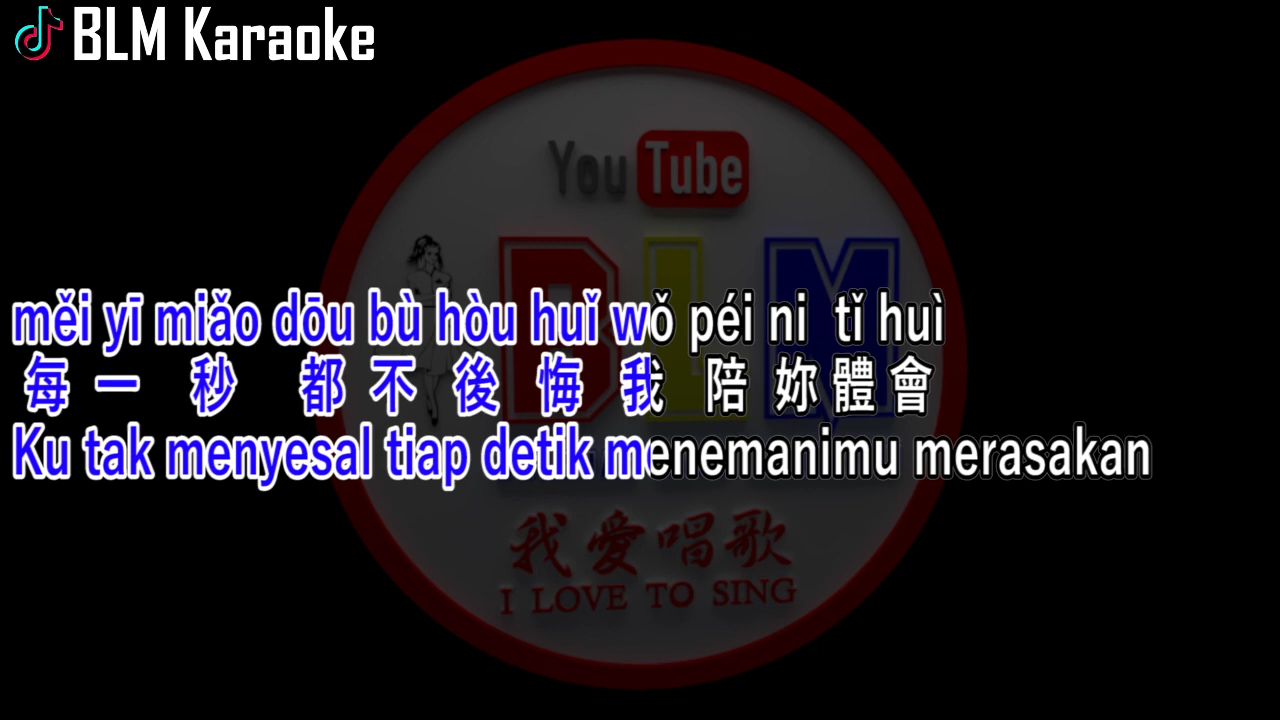 BLM Karaoke
You Tube
BLM
měi yī miǎo dōu bù hòu huǐ wǒ péi ni tǐ huì
每 一 秒 都 不 後 悔 我 陪 妳 體 會
Ku tak menyesal tiap detik menemanimu merasakan
我愛唱歌
I LOVE TO SING